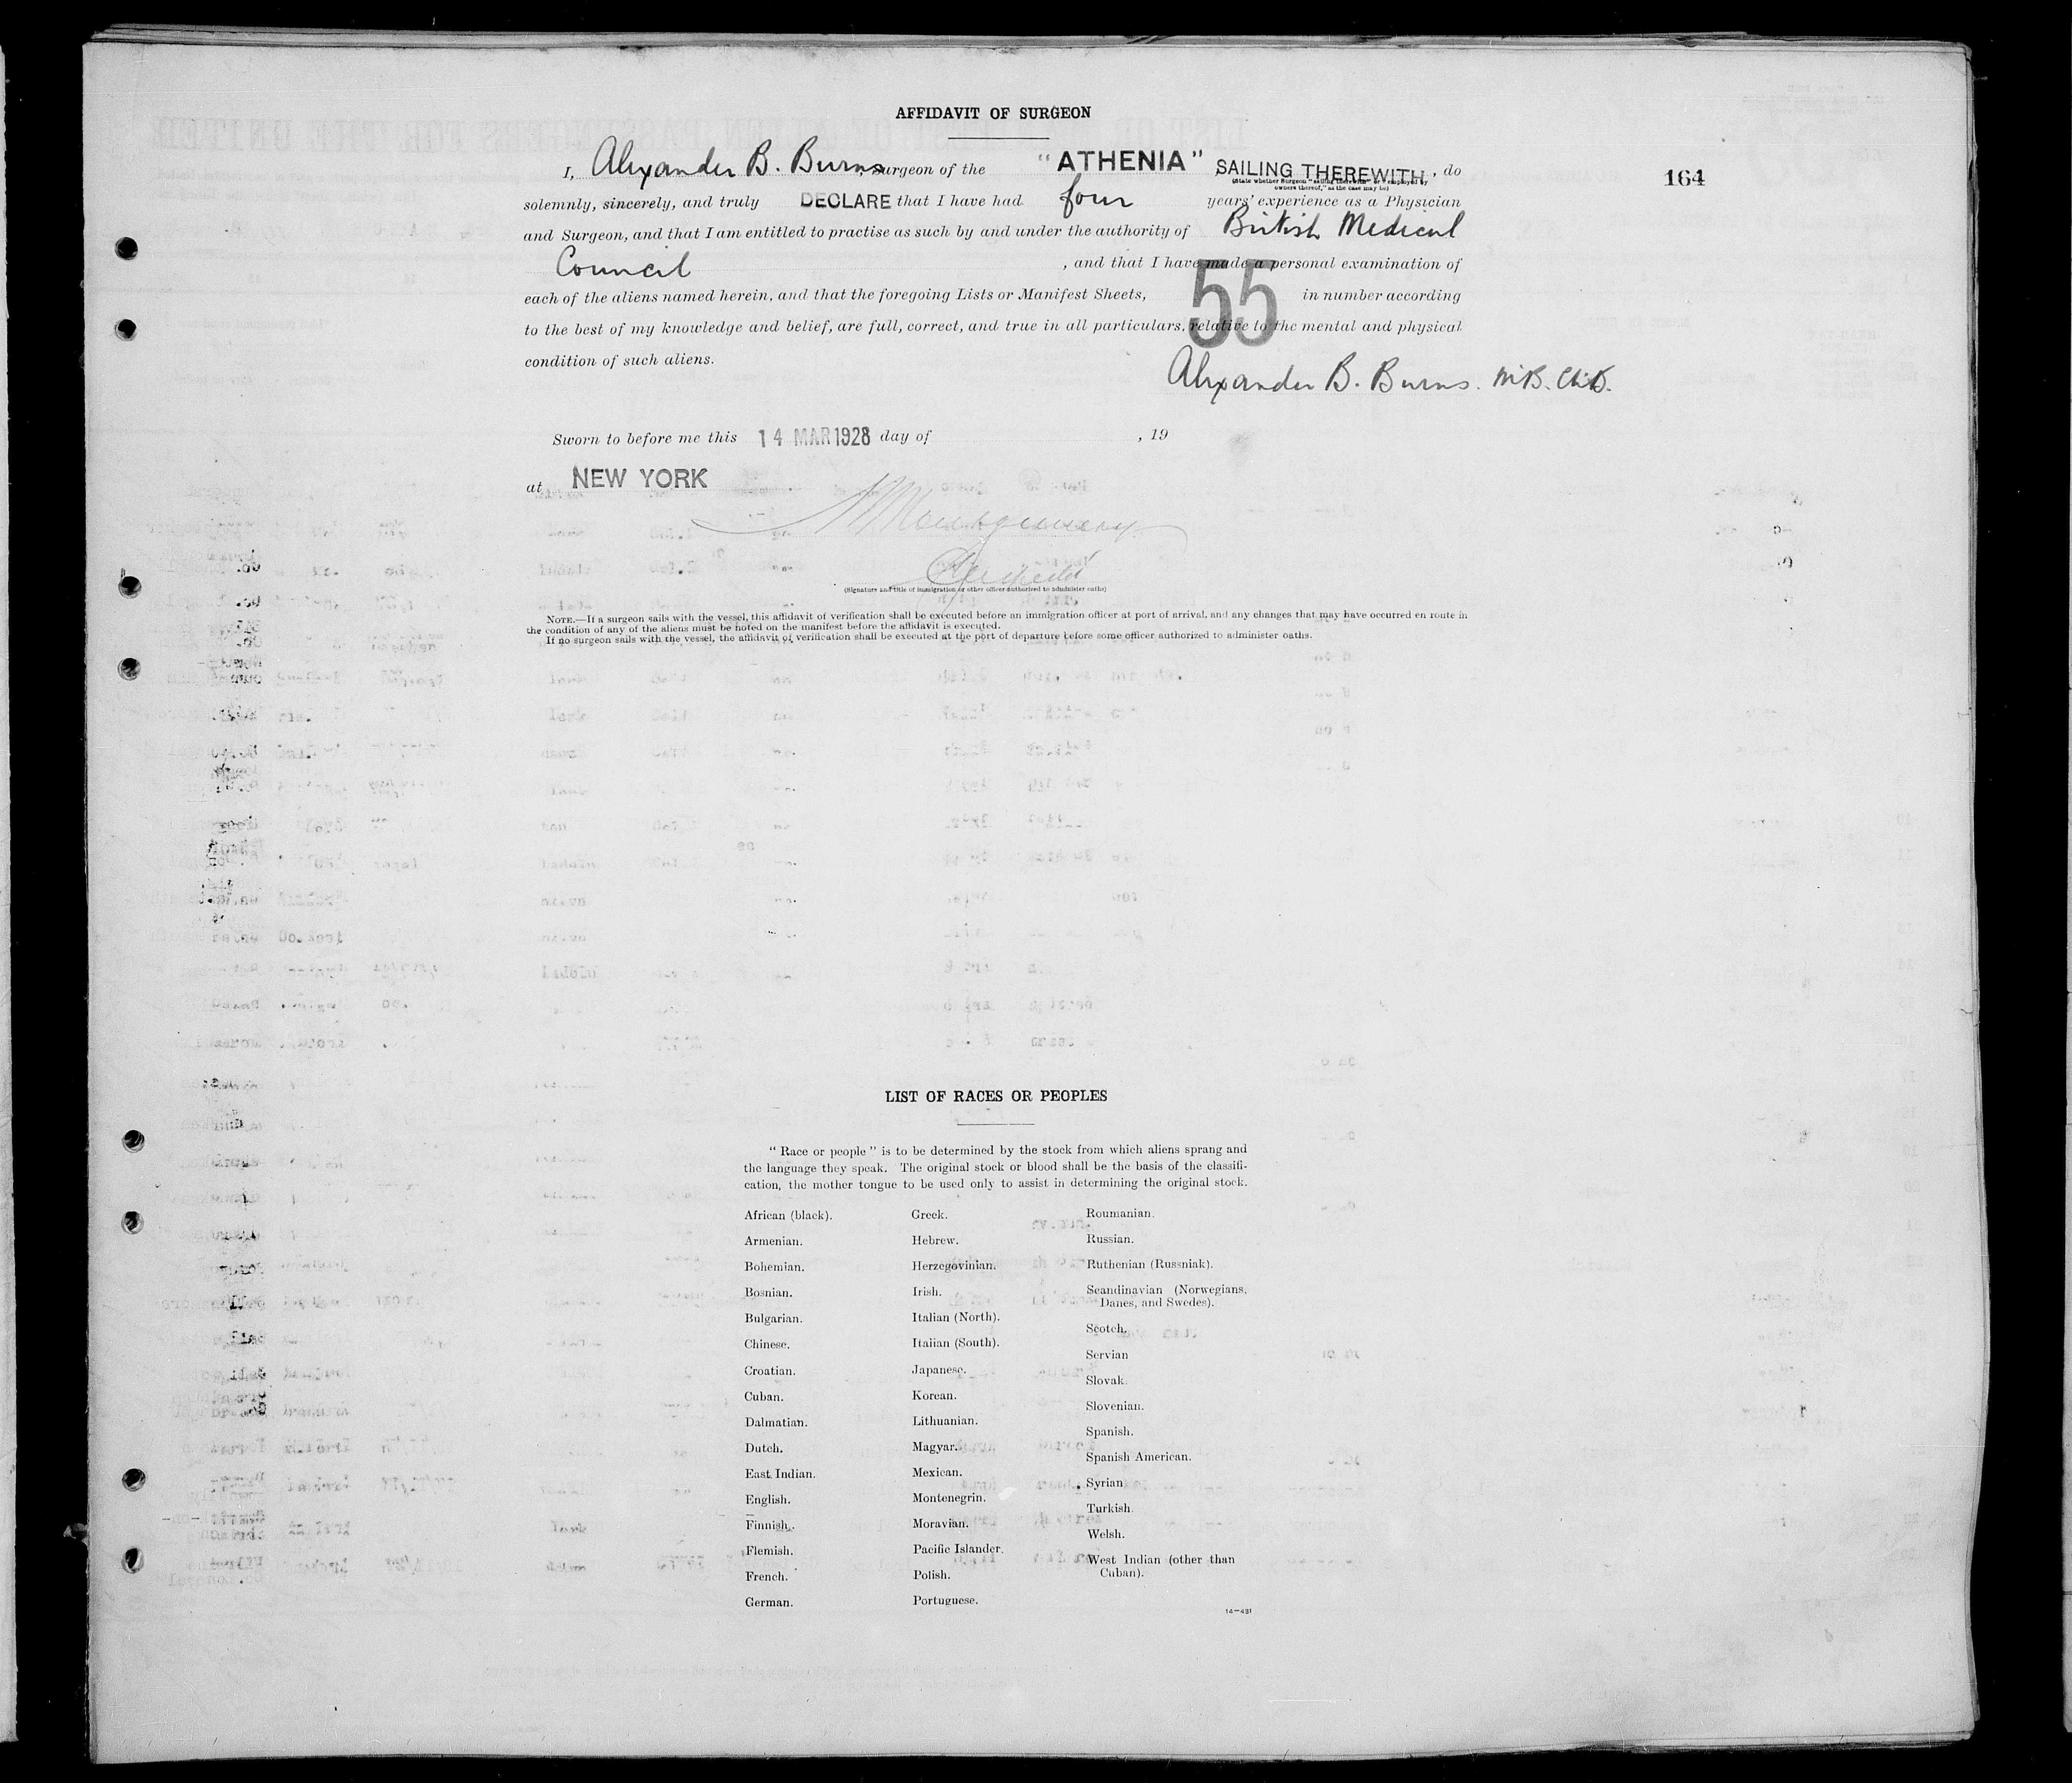 AFFIDAVIT OF SURGEON
164
I, Alexander B. Burns, Surgeon of the "ATHENIA" SAILING THEREWITH, do
(State whether Surgeon "sailing therewith" or "employed by
owners thereof," as the case may be)
solemnly, sincerely, and truly DECLARE that I have had four years' experience as a Physician
and Surgeon, and that I am entitled to practise as such by and under the authority of British Medical
Council, and that I have made a personal examination of
each of the aliens named herein, and that the foregoing Lists or Manifest Sheets, 55 in number according
to the best of my knowledge and belief, are full, correct, and true in all particulars, relative to the mental and physical
condition of such aliens.
Alexander B. Burns. M.B. Ch.B.
Sworn to before me this 14 MAR 1928 day of , 19
at NEW YORK
Montgomery
(Signature and title of immigration or other officer authorized to administer oaths)
NOTE.—If a surgeon sails with the vessel, this affidavit of verification shall be executed before an immigration officer at port of arrival, and any changes that may have occurred en route in
the condition of any of the aliens must be noted on the manifest before the affidavit is executed.
If no surgeon sails with the vessel, the affidavit of verification shall be executed at the port of departure before some officer authorized to administer oaths.
LIST OF RACES OR PEOPLES
"Race or people" is to be determined by the stock from which aliens sprang and
the language they speak. The original stock or blood shall be the basis of the classifi-
cation, the mother tongue to be used only to assist in determining the original stock.
African (black).
Armenian.
Bohemian.
Bosnian.
Bulgarian.
Chinese.
Croatian.
Cuban.
Dalmatian.
Dutch.
East Indian.
English.
Finnish.
Flemish.
French.
German.
Greek.
Hebrew.
Herzegovinian.
Irish.
Italian (North).
Italian (South).
Japanese.
Korean.
Lithuanian.
Magyar.
Mexican.
Montenegrin.
Moravian.
Pacific Islander.
Polish.
Portuguese.
Roumanian.
Russian.
Ruthenian (Russniak).
Scandinavian (Norwegians,
Danes, and Swedes).
Scotch.
Servian
Slovak.
Slovenian.
Spanish.
Spanish American.
Syrian
Turkish.
Welsh.
West Indian (other than
Cuban).
14—431